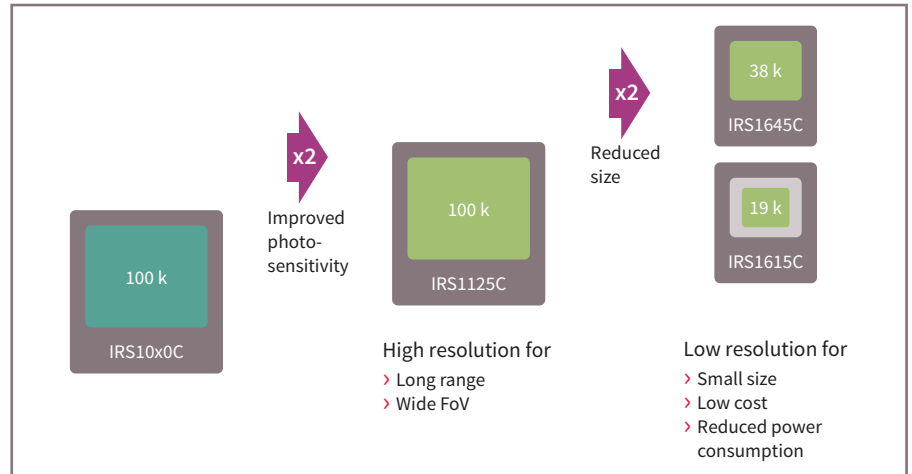 100 k
IRS10x0C
x2
Improved
photo-
sensitivity
100 k
IRS1125C
High resolution for
› Long range
› Wide FoV
x2
Reduced
size
38 k
IRS1645C
19 k
IRS1615C
Low resolution for
› Small size
› Low cost
› Reduced power
consumption